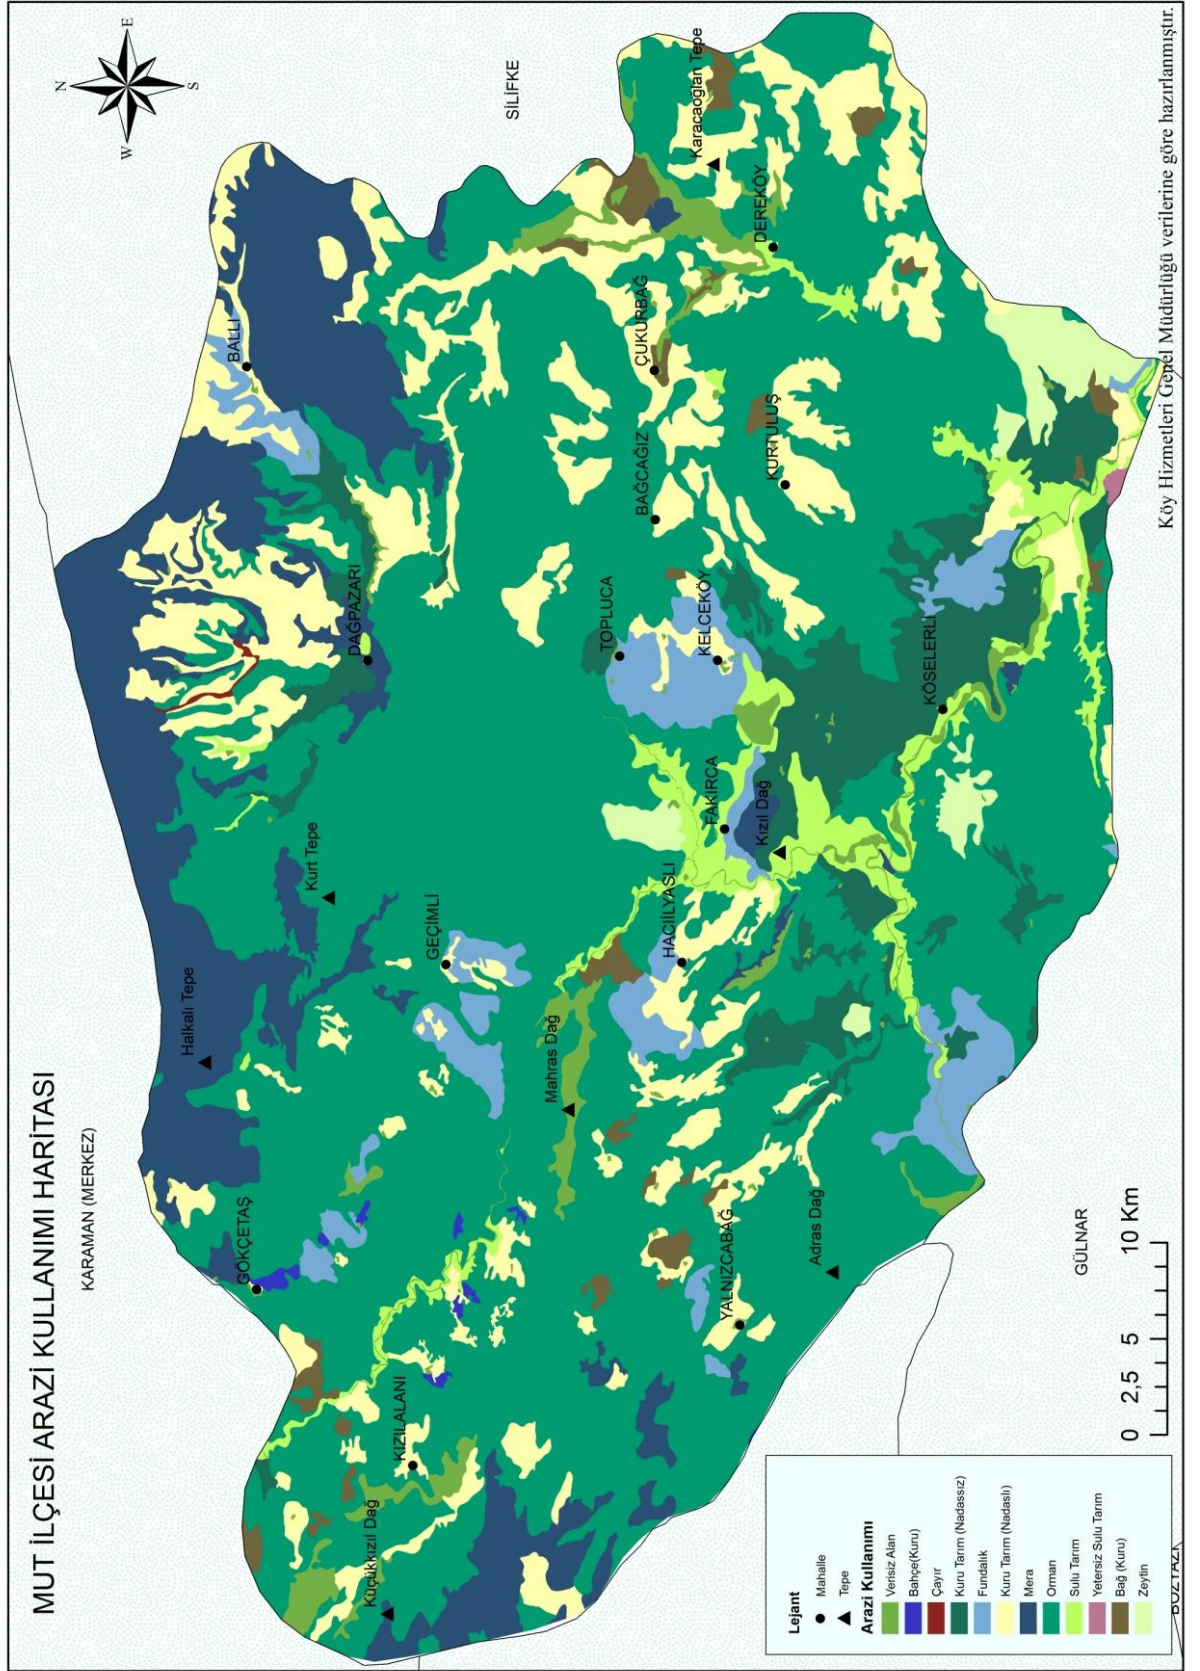 MUT İLÇESİ ARAZİ KULLANIMI HARİTASI
KARAMAN (MERKEZ)
N
E
S
W
SİLİFKE
BALLI
Halkalı Tepe
GÖKÇETAŞ
Kurt Tepe
DAĞPAZARI
Küçükkızıl Dağ
KIZILALANI
GEÇİMLİ
Mahras Dağ
TOPLUCA
BAĞCAĞIZ
ÇUKURBAĞ
Karacaoğlan Tepe
HACIİLYASLI
FAKIRCA
KELCEKÖY
YALNIZCABAĞ
Kızıl Dağ
KURTULUŞ
DEREKÖY
Adras Dağ
KÖSELERLİ
GÜLNAR
0 2,5 5 10 Km
Lejant
Mahalle
Tepe
Arazi Kullanımı
Verisiz Alan
Bahçe(Kuru)
Çayır
Kuru Tarım (Nadassız)
Fundalık
Kuru Tarım (Nadaslı)
Mera
Orman
Sulu Tarım
Yetersiz Sulu Tarım
Bağ (Kuru)
Zeytin
Köy Hizmetleri Genel Müdürlüğü verilerine göre hazırlanmıştır.